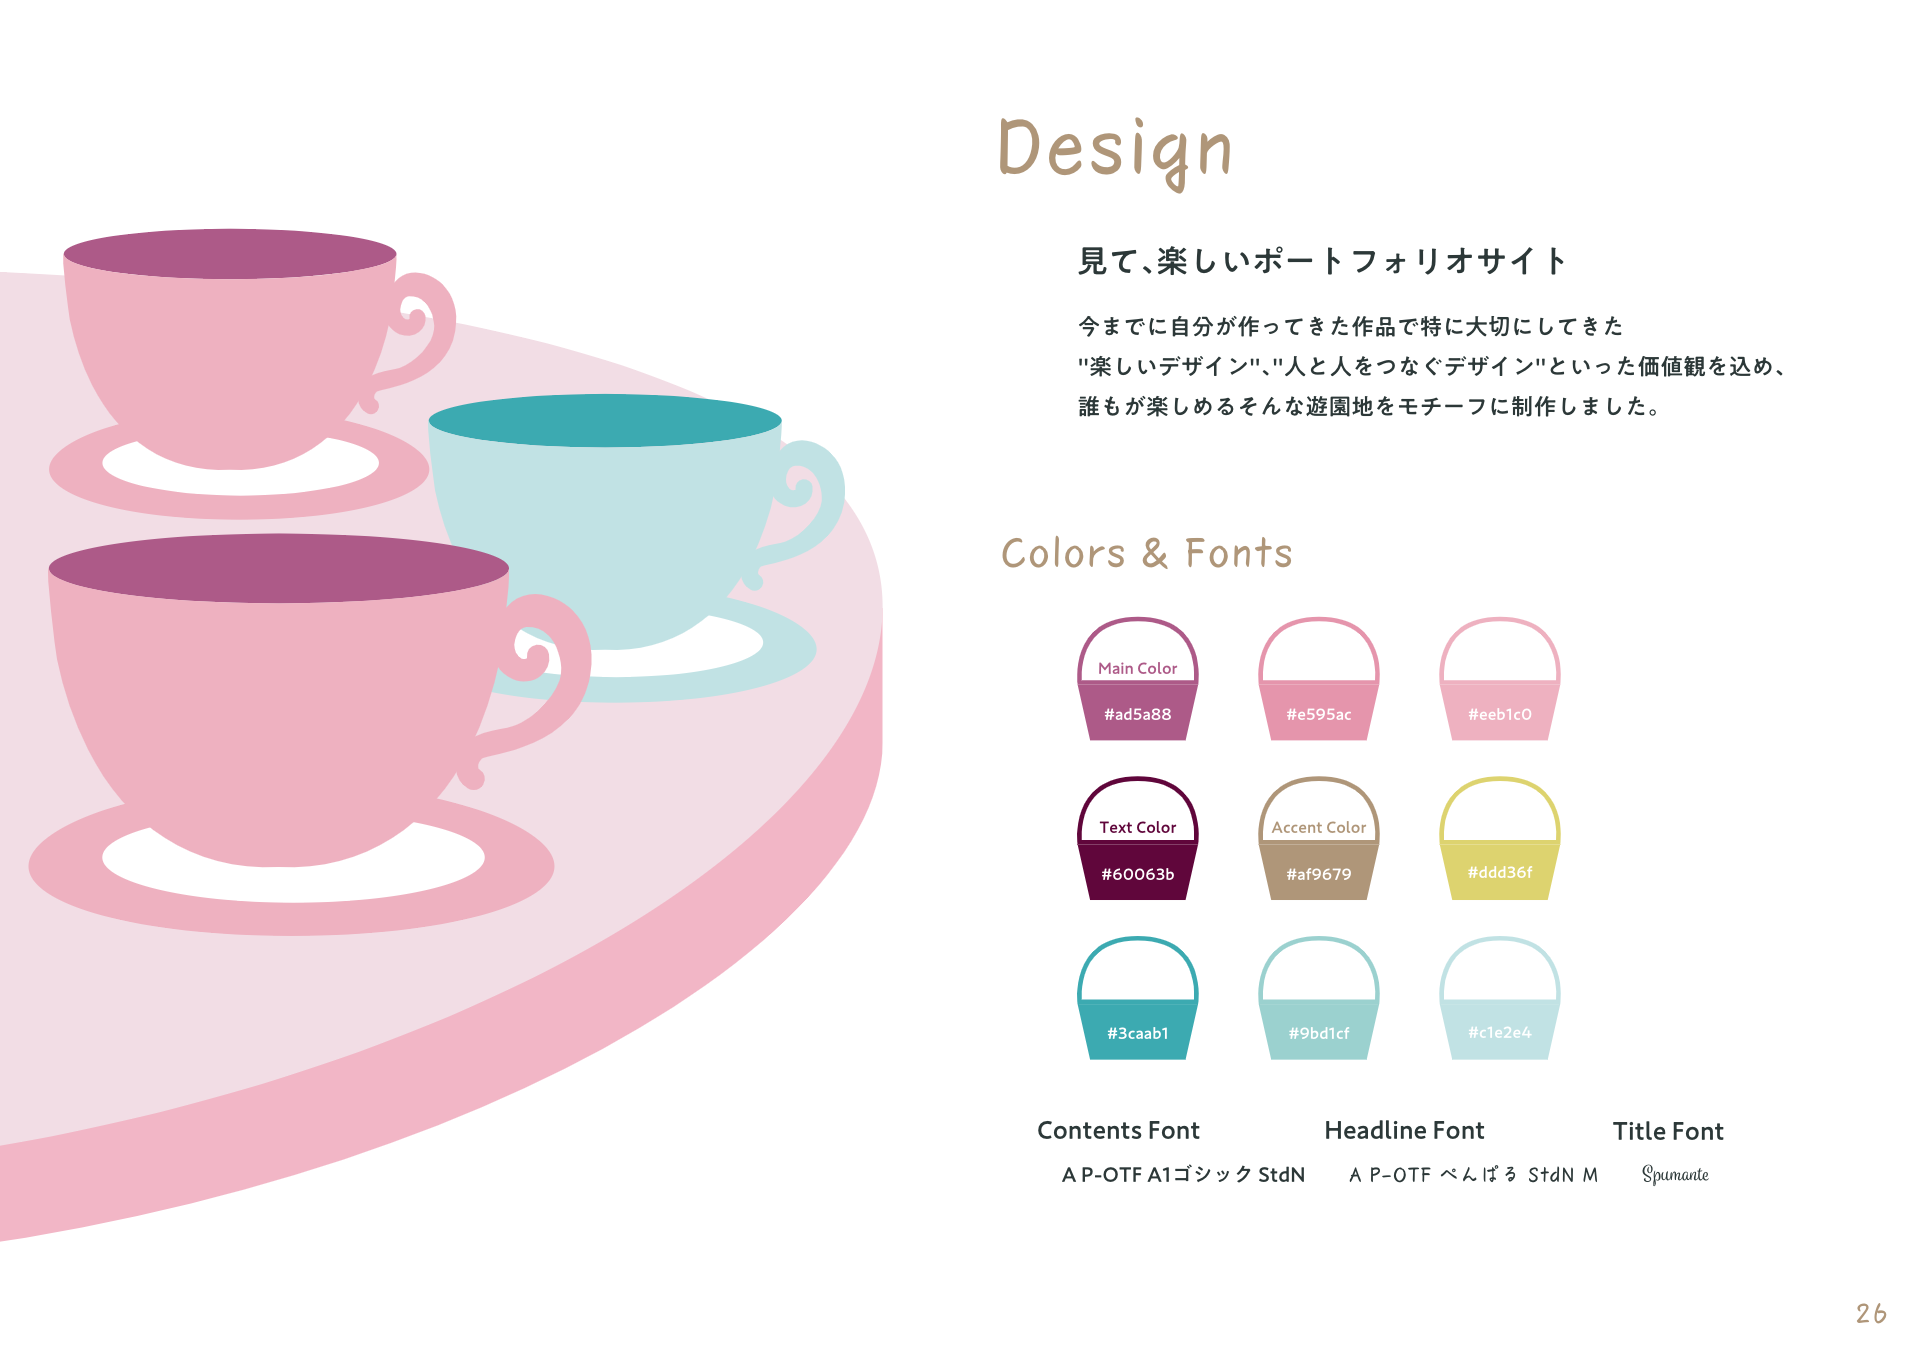 Design
見て、楽しいポートフォリオサイト
今までに自分が作ってきた作品で特に大切にしてきた
"楽しいデザイン"、"人と人をつなぐデザイン"といった価値観を込め、
誰もが楽しめるそんな遊園地をモチーフに制作しました。
Colors & Fonts
Main Color
#ad5a88
#e595ac
#eeb1c0
Text Color
Accent Color
#60063b
#af9679
#ddd36f
#3caab1
#9bd1cf
#c1e2e4
Contents Font
Headline Font
Title Font
A P-OTF A1ゴシック StdN
A P-OTF ぺんぱる StdN M
Spumante
26